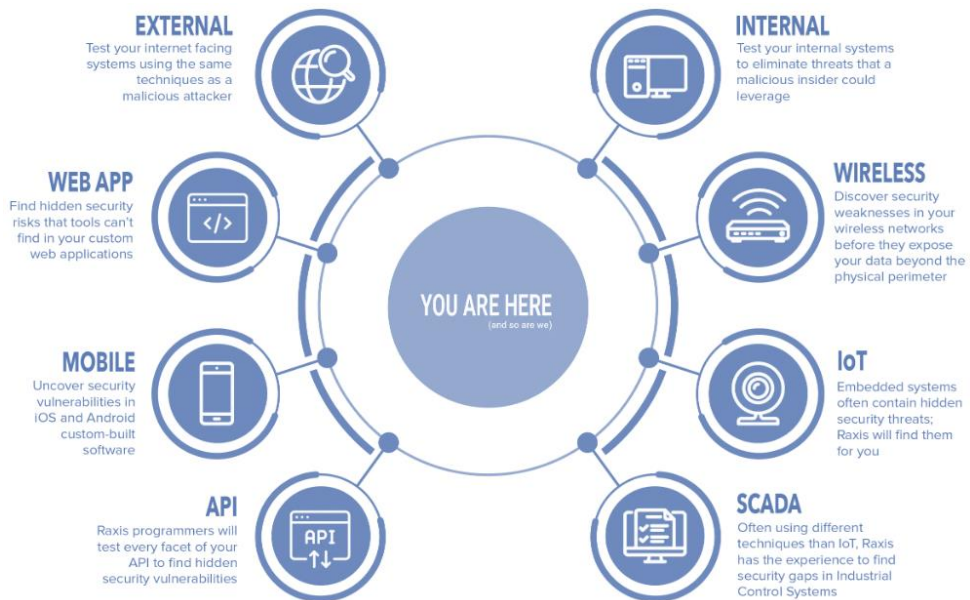 EXTERNAL
Test your internet facing
systems using the same
techniques as a
malicious attacker
INTERNAL
Test your internal systems
to eliminate threats that a
malicious insider could
leverage
WEB APP
Find hidden security
risks that tools can't
find in your custom
web applications
</>
WIRELESS
Discover security
weaknesses in your
wireless networks
before they expose
your data beyond the
physical perimeter
YOU ARE HERE
(and so are we)
MOBILE
Uncover security
vulnerabilities in
iOS and Android
custom-built
software
IoT
Embedded systems
often contain hidden
security threats;
Raxis will find them
for you
API
Raxis programmers will
test every facet of your
API to find hidden
security vulnerabilities
API
SCADA
Often using different
techniques than IoT, Raxis
has the experience to find
security gaps in Industrial
Control Systems